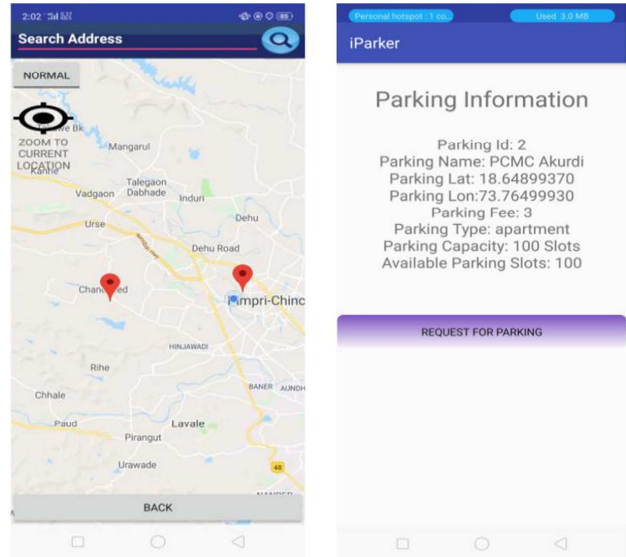 2:02
85
Search Address
NORMAL
ZOOM TO
CURRENT
LOCATION
Mangarul
Kanhe
Talegaon
Dabhade
Vadgaon
Induri
Urse
Dehu
Dehu Road
HINJAWADI
Rihe
BANER
Chhale
Paud
Lavale
Pirangut
Urawade
48
BACK
Personal hotspot : 1 co..
Used 3.0 MB
iParker
Parking Information
Parking Id: 2
Parking Name: PCMC Akurdi
Parking Lat: 18.64899370
Parking Lon:73.76499930
Parking Fee: 3
Parking Type: apartment
Parking Capacity: 100 Slots
Available Parking Slots: 100
REQUEST FOR PARKING